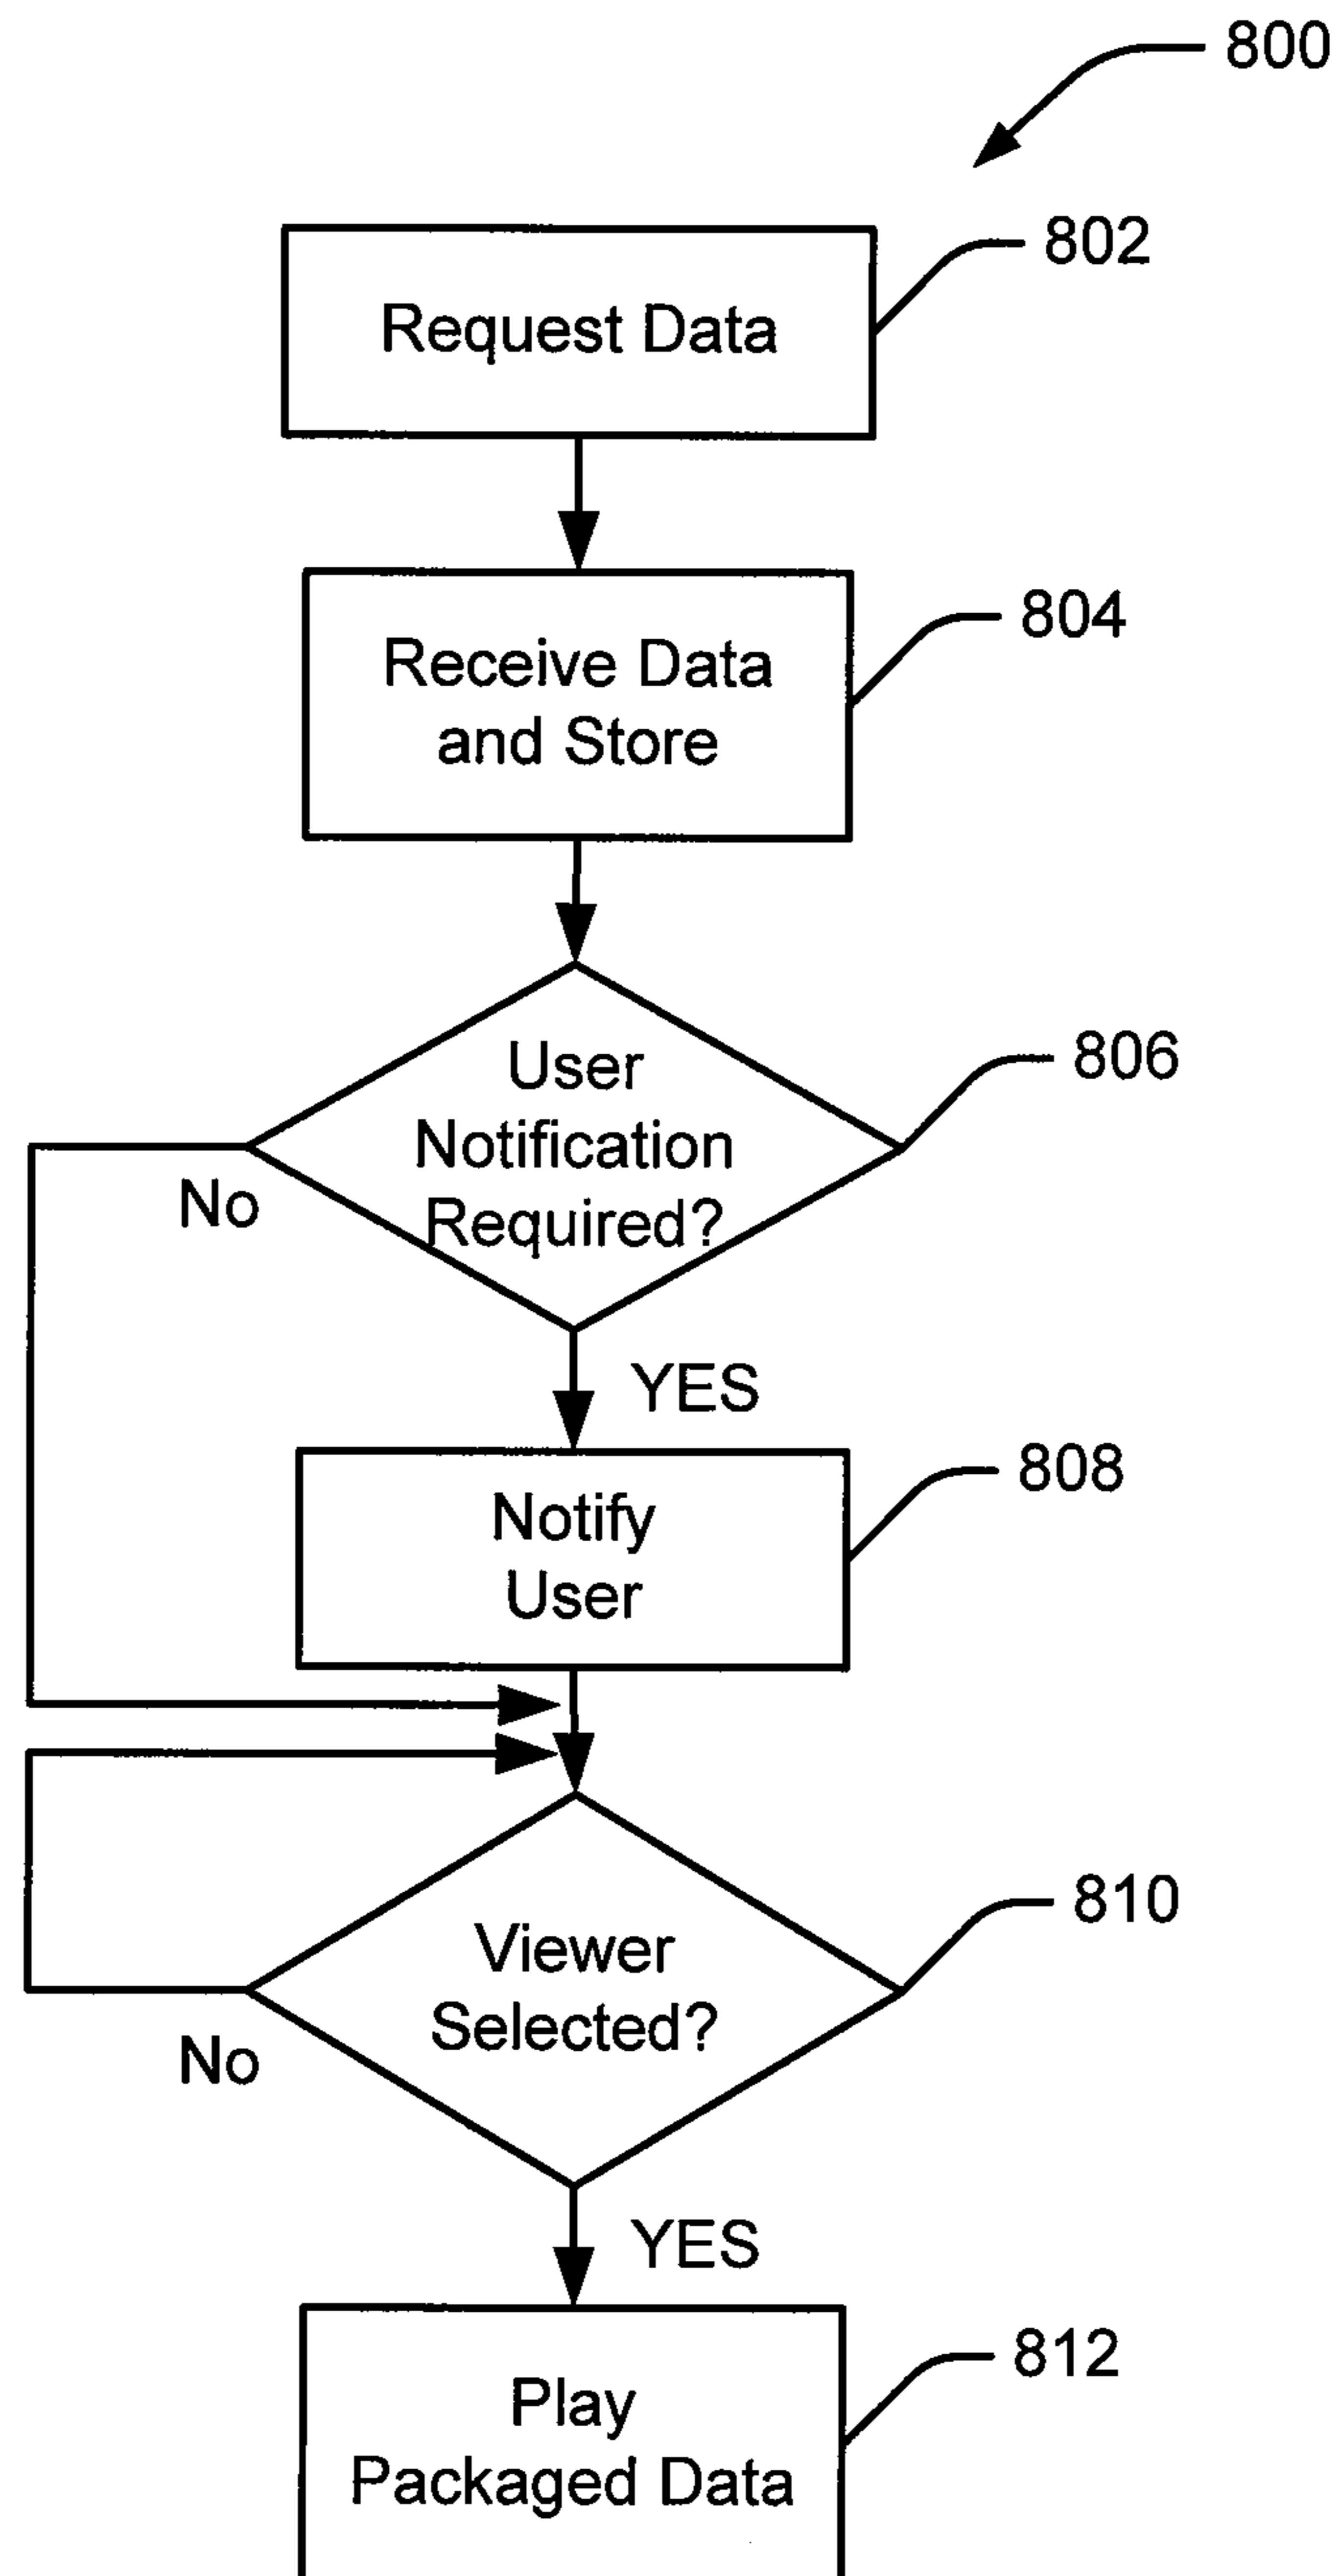 800
802
Request Data
804
Receive Data
and Store
806
User
Notification
Required?
No
YES
808
Notify
User
810
Viewer
Selected?
No
YES
812
Play
Packaged Data